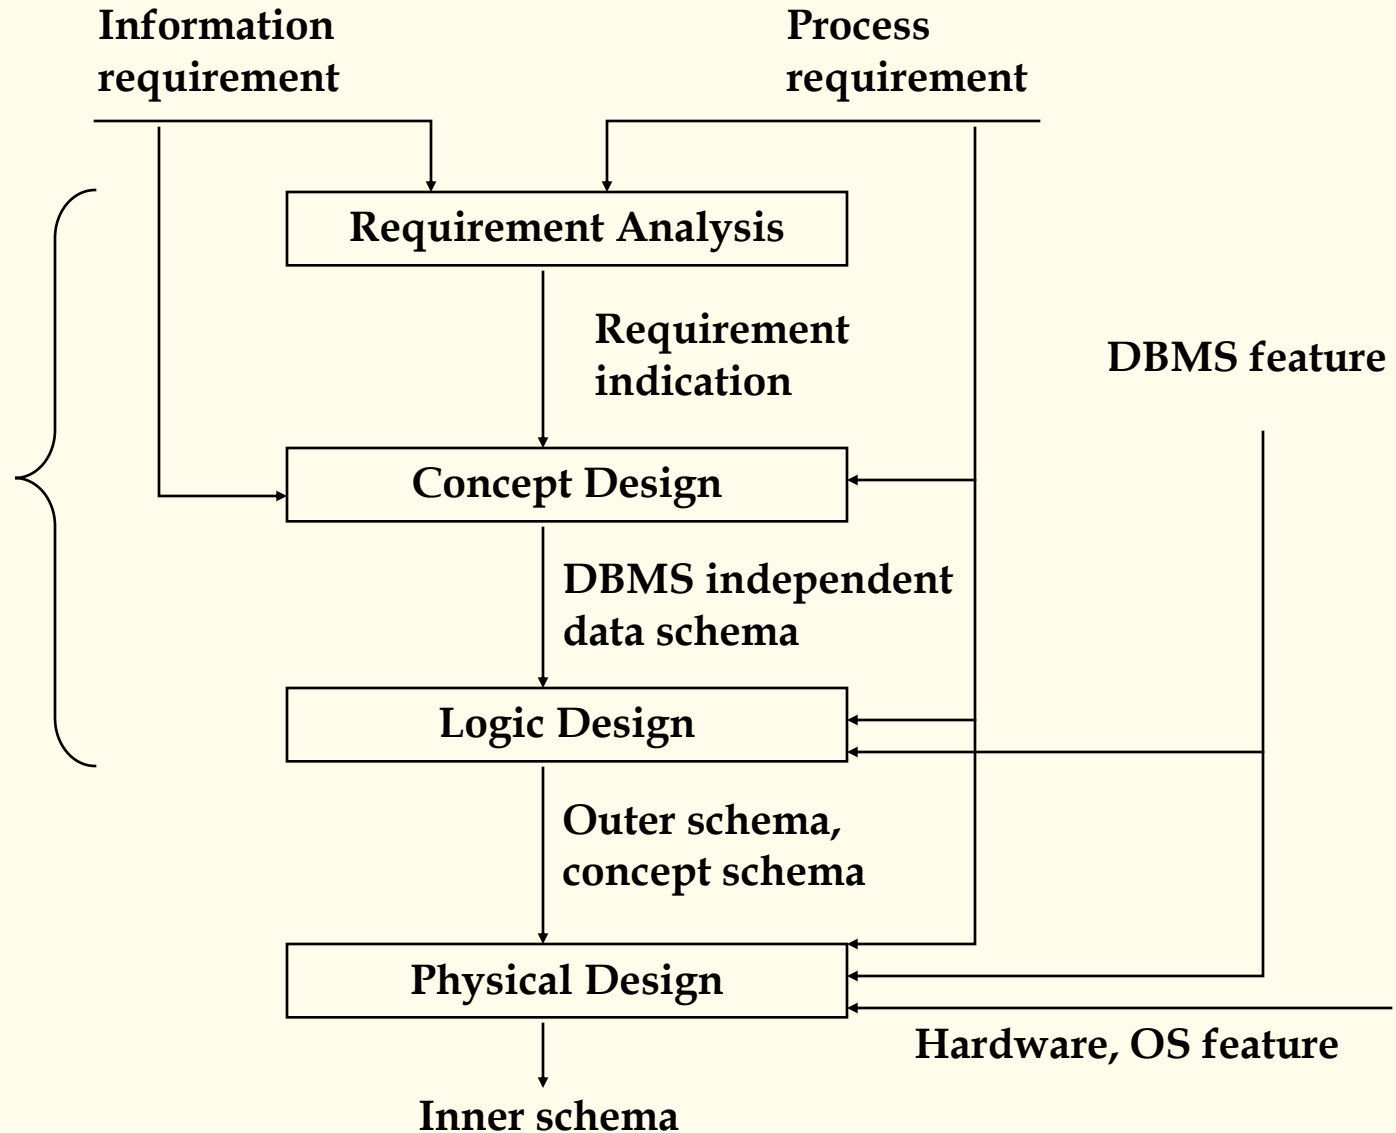 Information
requirement
Process
requirement
Requirement Analysis
Requirement
indication
DBMS feature
Concept Design
DBMS independent
data schema
Logic Design
Outer schema,
concept schema
Physical Design
Hardware, OS feature
Inner schema